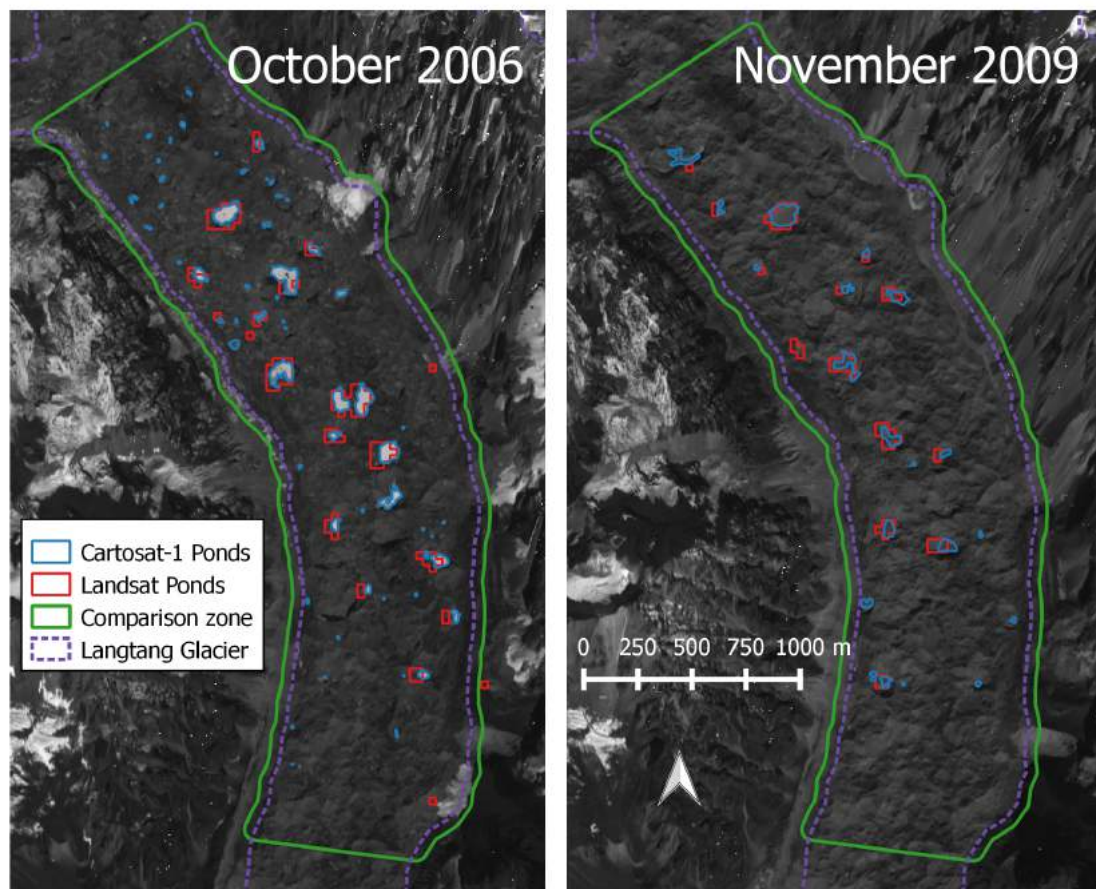 October 2006
November 2009
Cartosat-1 Ponds
Landsat Ponds
Comparison zone
Langtang Glacier
0 250 500 750 1000 m